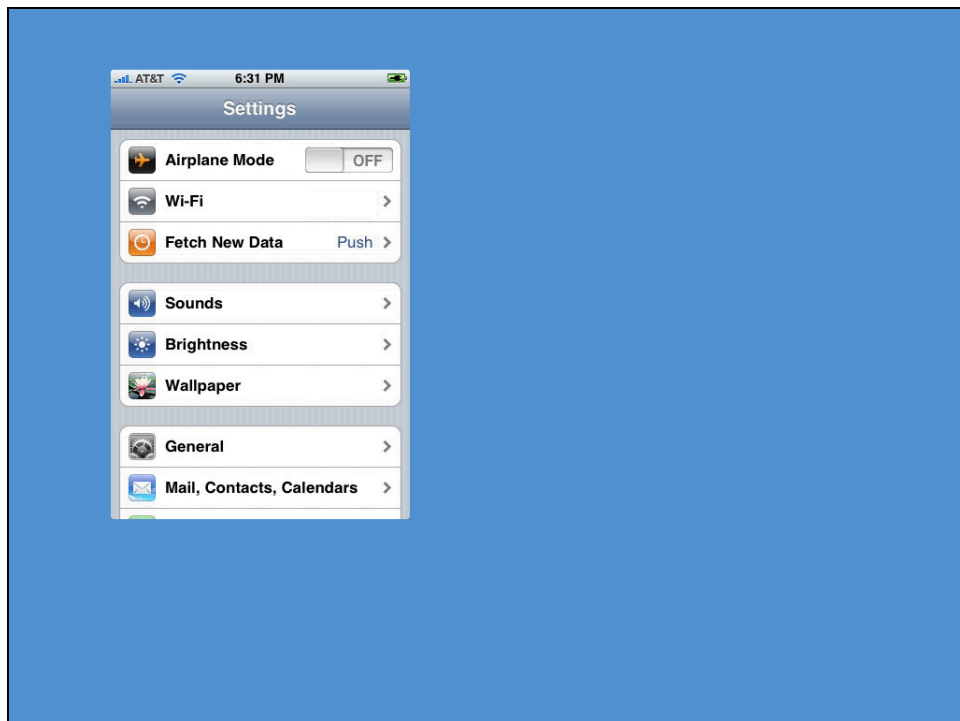 AT&T 6:31 PM
Settings
Airplane Mode OFF
Wi-Fi
Fetch New Data Push
Sounds
Brightness
Wallpaper
General
Mail, Contacts, Calendars